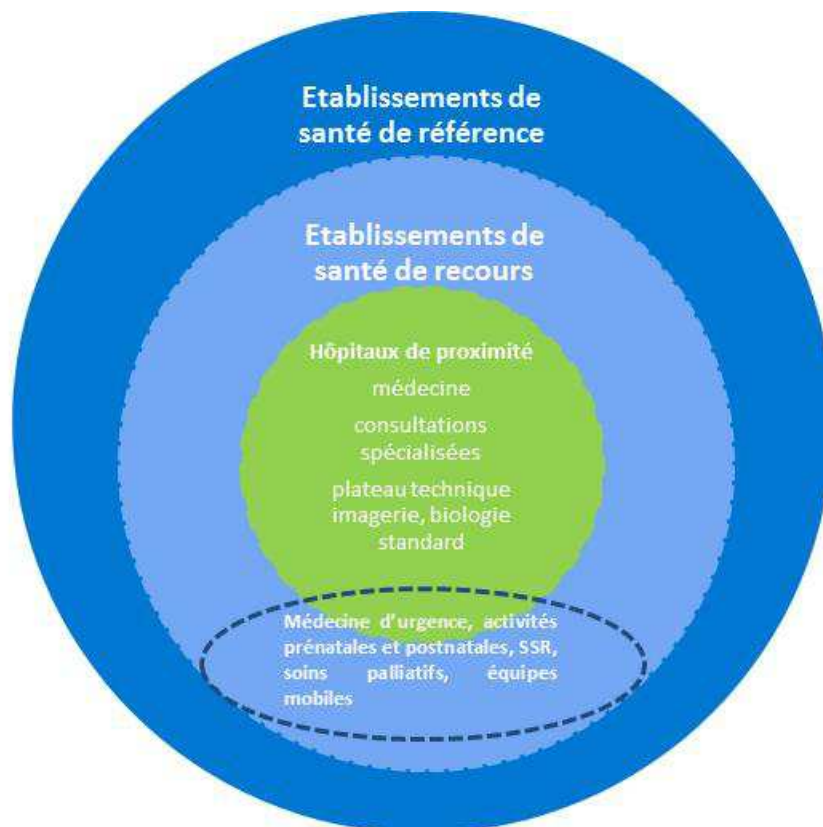 Etablissements de
santé de référence
Etablissements de
santé de recours
Hôpitaux de proximité
médecine
consultations
spécialisées
plateau technique
imagerie, biologie
standard
Médecine d'urgence, activités
prénatales et postnatales, SSR,
soins palliatifs, équipes
mobiles